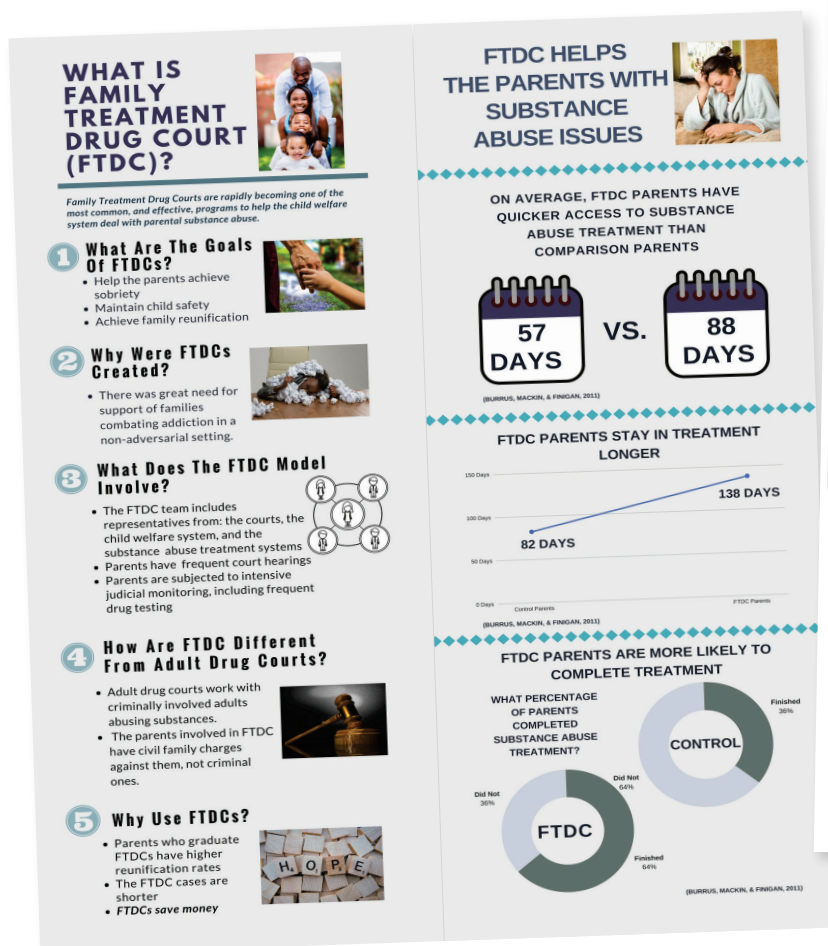 WHAT IS
FAMILY
TREATMENT
DRUG COURT
(FTDC)?
Family Treatment Drug Courts are rapidly becoming one of the
most common, and effective, programs to help the child welfare
system deal with parental substance abuse.
1
What Are The Goals
Of FTDCs?
• Help the parents achieve
sobriety
• Maintain child safety
• Achieve family reunification
2
Why Were FTDCs
Created?
• There was great need for
support of families
combating addiction in a
non-adversarial setting.
3
What Does The FTDC Model
Involve?
• The FTDC team includes
representatives from: the courts, the
child welfare system, and the
substance abuse treatment systems
• Parents have frequent court hearings
• Parents are subjected to intensive
judicial monitoring, including frequent
drug testing
4
How Are FTDC Different
From Adult Drug Courts?
• Adult drug courts work with
criminally involved adults
abusing substances.
• The parents involved in FTDC
have civil family charges
against them, not criminal
ones.
5
Why Use FTDCs?
• Parents who graduate
FTDCs have higher
reunification rates
• The FTDC cases are
shorter
• FTDCs save money
HOPE
FTDC HELPS
THE PARENTS WITH
SUBSTANCE
ABUSE ISSUES
ON AVERAGE, FTDC PARENTS HAVE
QUICKER ACCESS TO SUBSTANCE
ABUSE TREATMENT THAN
COMPARISON PARENTS
57
DAYS
VS.
88
DAYS
(BURRUS, MACKIN, & FINIGAN, 2011)
FTDC PARENTS STAY IN TREATMENT
LONGER
150 Days
138 DAYS
100 Days
82 DAYS
50 Days
0 Days
Control Parents
FTDC Parents
(BURRUS, MACKIN, & FINIGAN, 2011)
FTDC PARENTS ARE MORE LIKELY TO
COMPLETE TREATMENT
WHAT PERCENTAGE
OF PARENTS
COMPLETED
SUBSTANCE ABUSE
TREATMENT?
Finished
36%
CONTROL
Did Not
64%
Did Not
36%
FTDC
Finished
64%
(BURRUS, MACKIN, & FINIGAN, 2011)